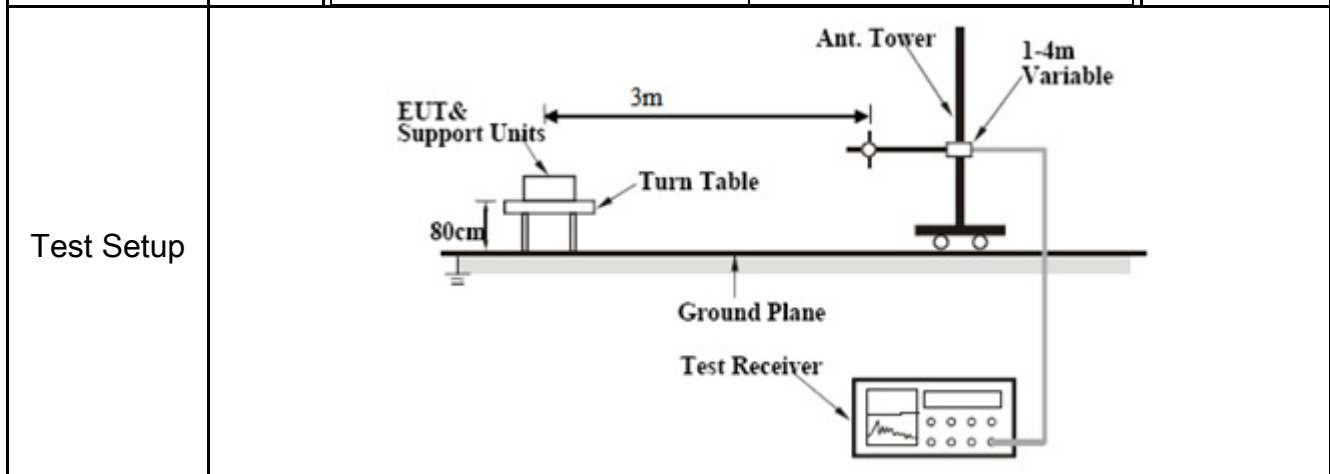 Test Setup
Ant. Tower
1-4m
Variable
3m
EUT&
Support Units
Turn Table
80cm
Ground Plane
Test Receiver